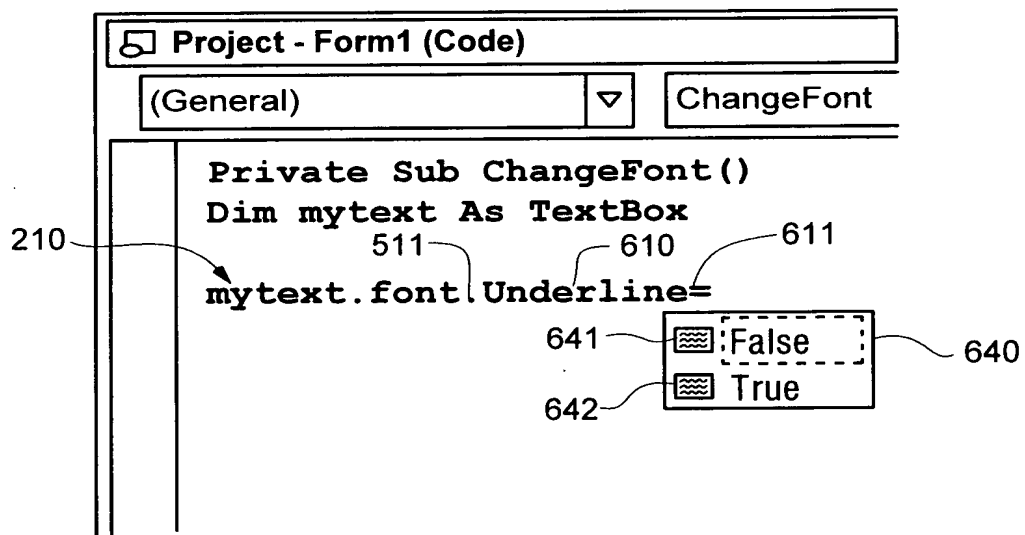 Project - Form1 (Code)
(General) ChangeFont
Private Sub ChangeFont()
Dim mytext As TextBox
210 511 610 611
mytext.font.Underline=
641 False 640
642 True